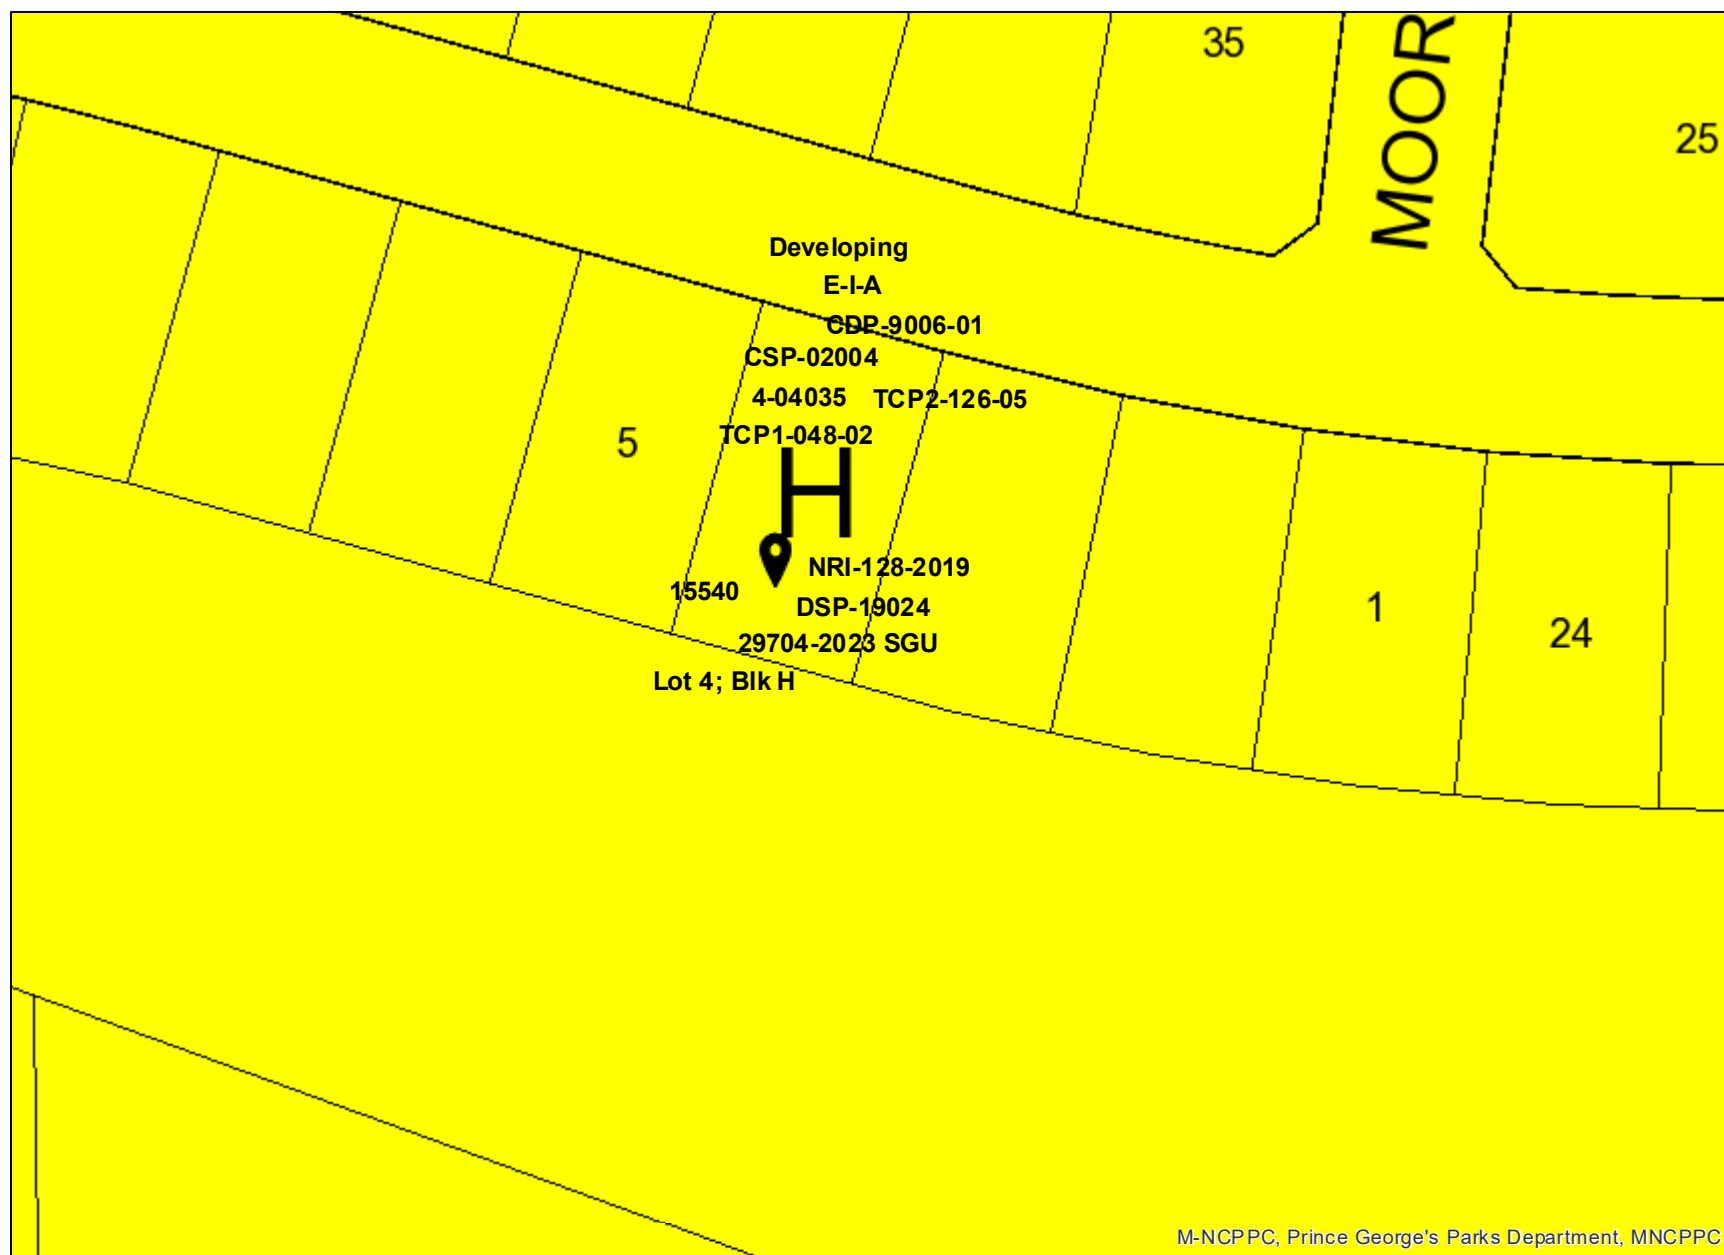 35
MOOR
25
Developing
E-I-A
CDP-9006-01
CSP-02004
4-04035 TCP2-126-05
TCP1-048-02
5
H
NRI-128-2019
15540
DSP-19024
1
24
29704-2023 SGU
Lot 4; Blk H
M-NCPPC, Prince George's Parks Department, MNCPPC